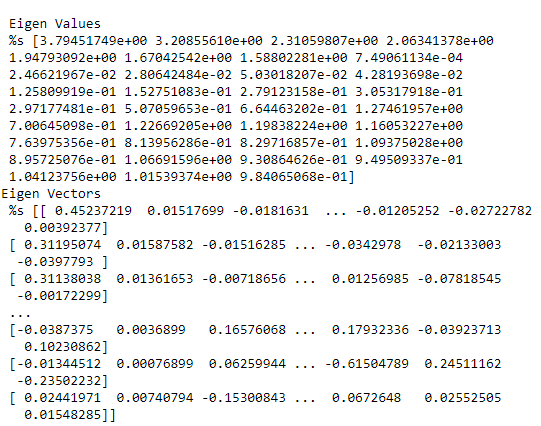 Eigen Values
%s [3.79451749e+00 3.20855610e+00 2.31059807e+00 2.06341378e+00
1.94793092e+00 1.67042542e+00 1.58802281e+00 7.49061134e-04
2.46621967e-02 2.80642484e-02 5.03018207e-02 4.28193698e-02
1.25809919e-01 1.52751083e-01 2.79123158e-01 3.05317918e-01
2.97177481e-01 5.07059653e-01 6.64463202e-01 1.27461957e+00
7.00645098e-01 1.22669205e+00 1.19838224e+00 1.16053227e+00
7.63975356e-01 8.13956286e-01 8.29716857e-01 1.09375028e+00
8.95725076e-01 1.06691596e+00 9.30864626e-01 9.49509337e-01
1.04123756e+00 1.01539374e+00 9.84065068e-01]
Eigen Vectors
%s [[ 0.45237219 0.01517699 -0.0181631 ... -0.01205252 -0.02722782
0.00392377]
[ 0.31195074 0.01587582 -0.01516285 ... -0.0342978 -0.02133003
-0.0397793 ]
[ 0.31138038 0.01361653 -0.00718656 ... 0.01256985 -0.07818545
-0.00172299]
...
[-0.0387375 0.0036899 0.16576068 ... 0.17932336 -0.03923713
0.10230862]
[-0.01344512 0.00076899 0.06259944 ... -0.61504789 0.24511162
-0.23502232]
[ 0.02441971 0.00740794 -0.15300843 ... 0.0672648 0.02552505
0.01548285]]